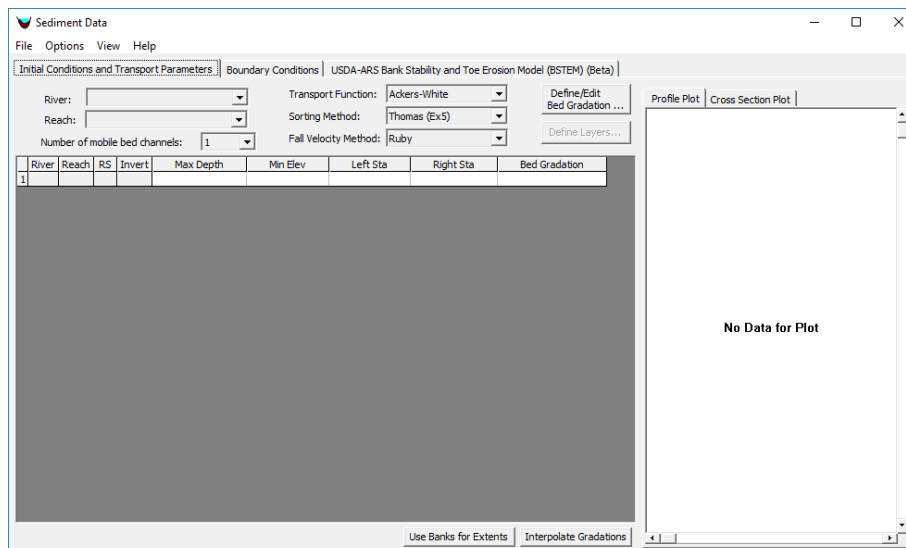 Sediment Data
File Options View Help
Initial Conditions and Transport Parameters Boundary Conditions USDA-ARS Bank Stability and Toe Erosion Model (BSTEM) (Beta)
River:
Reach:
Number of mobile bed channels: 1
Transport Function: Ackers-White
Sorting Method: Thomas (Ex5)
Fall Velocity Method: Ruby
Define/Edit
Bed Gradation ...
Define Layers...
Profile Plot Cross Section Plot
River Reach RS Invert Max Depth Min Elev Left Sta Right Sta Bed Gradation
1
No Data for Plot
Use Banks for Extents Interpolate Gradations